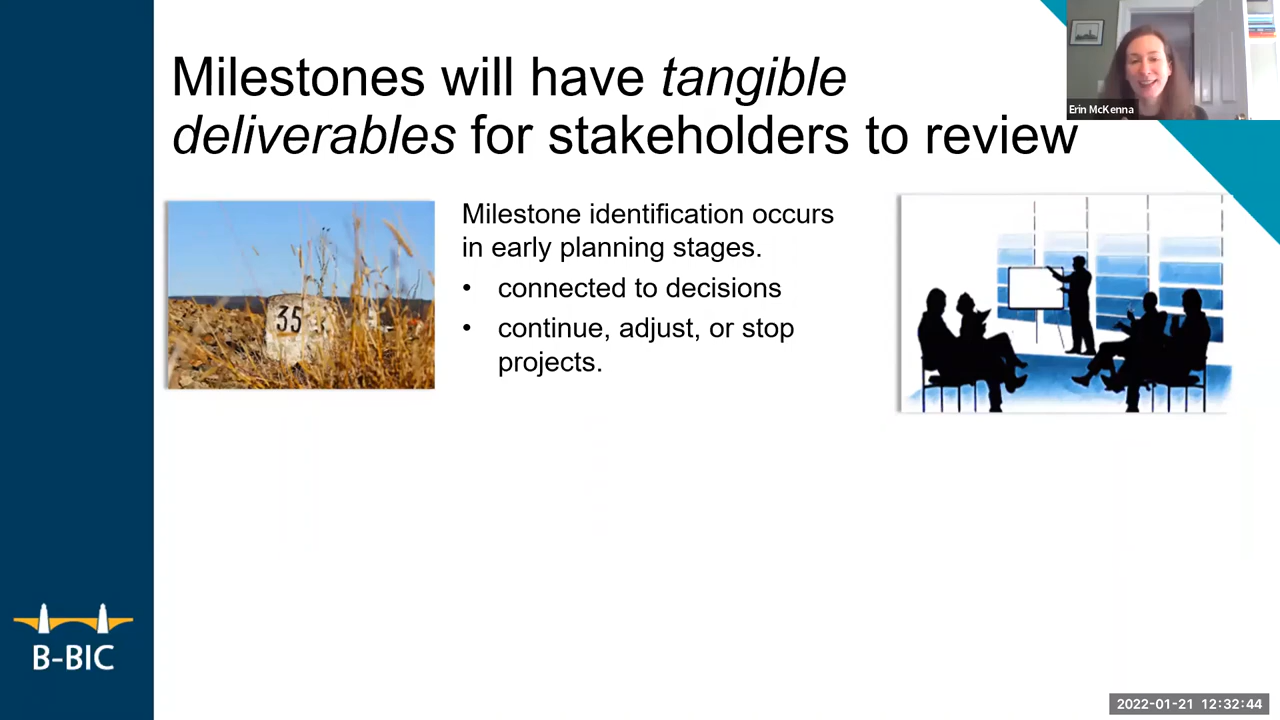 Milestones will have tangible
deliverables for stakeholders to review
Erin McKenna
35
Milestone identification occurs
in early planning stages.
• connected to decisions
• continue, adjust, or stop
projects.
B-BIC
2022-01-21 12:32:44